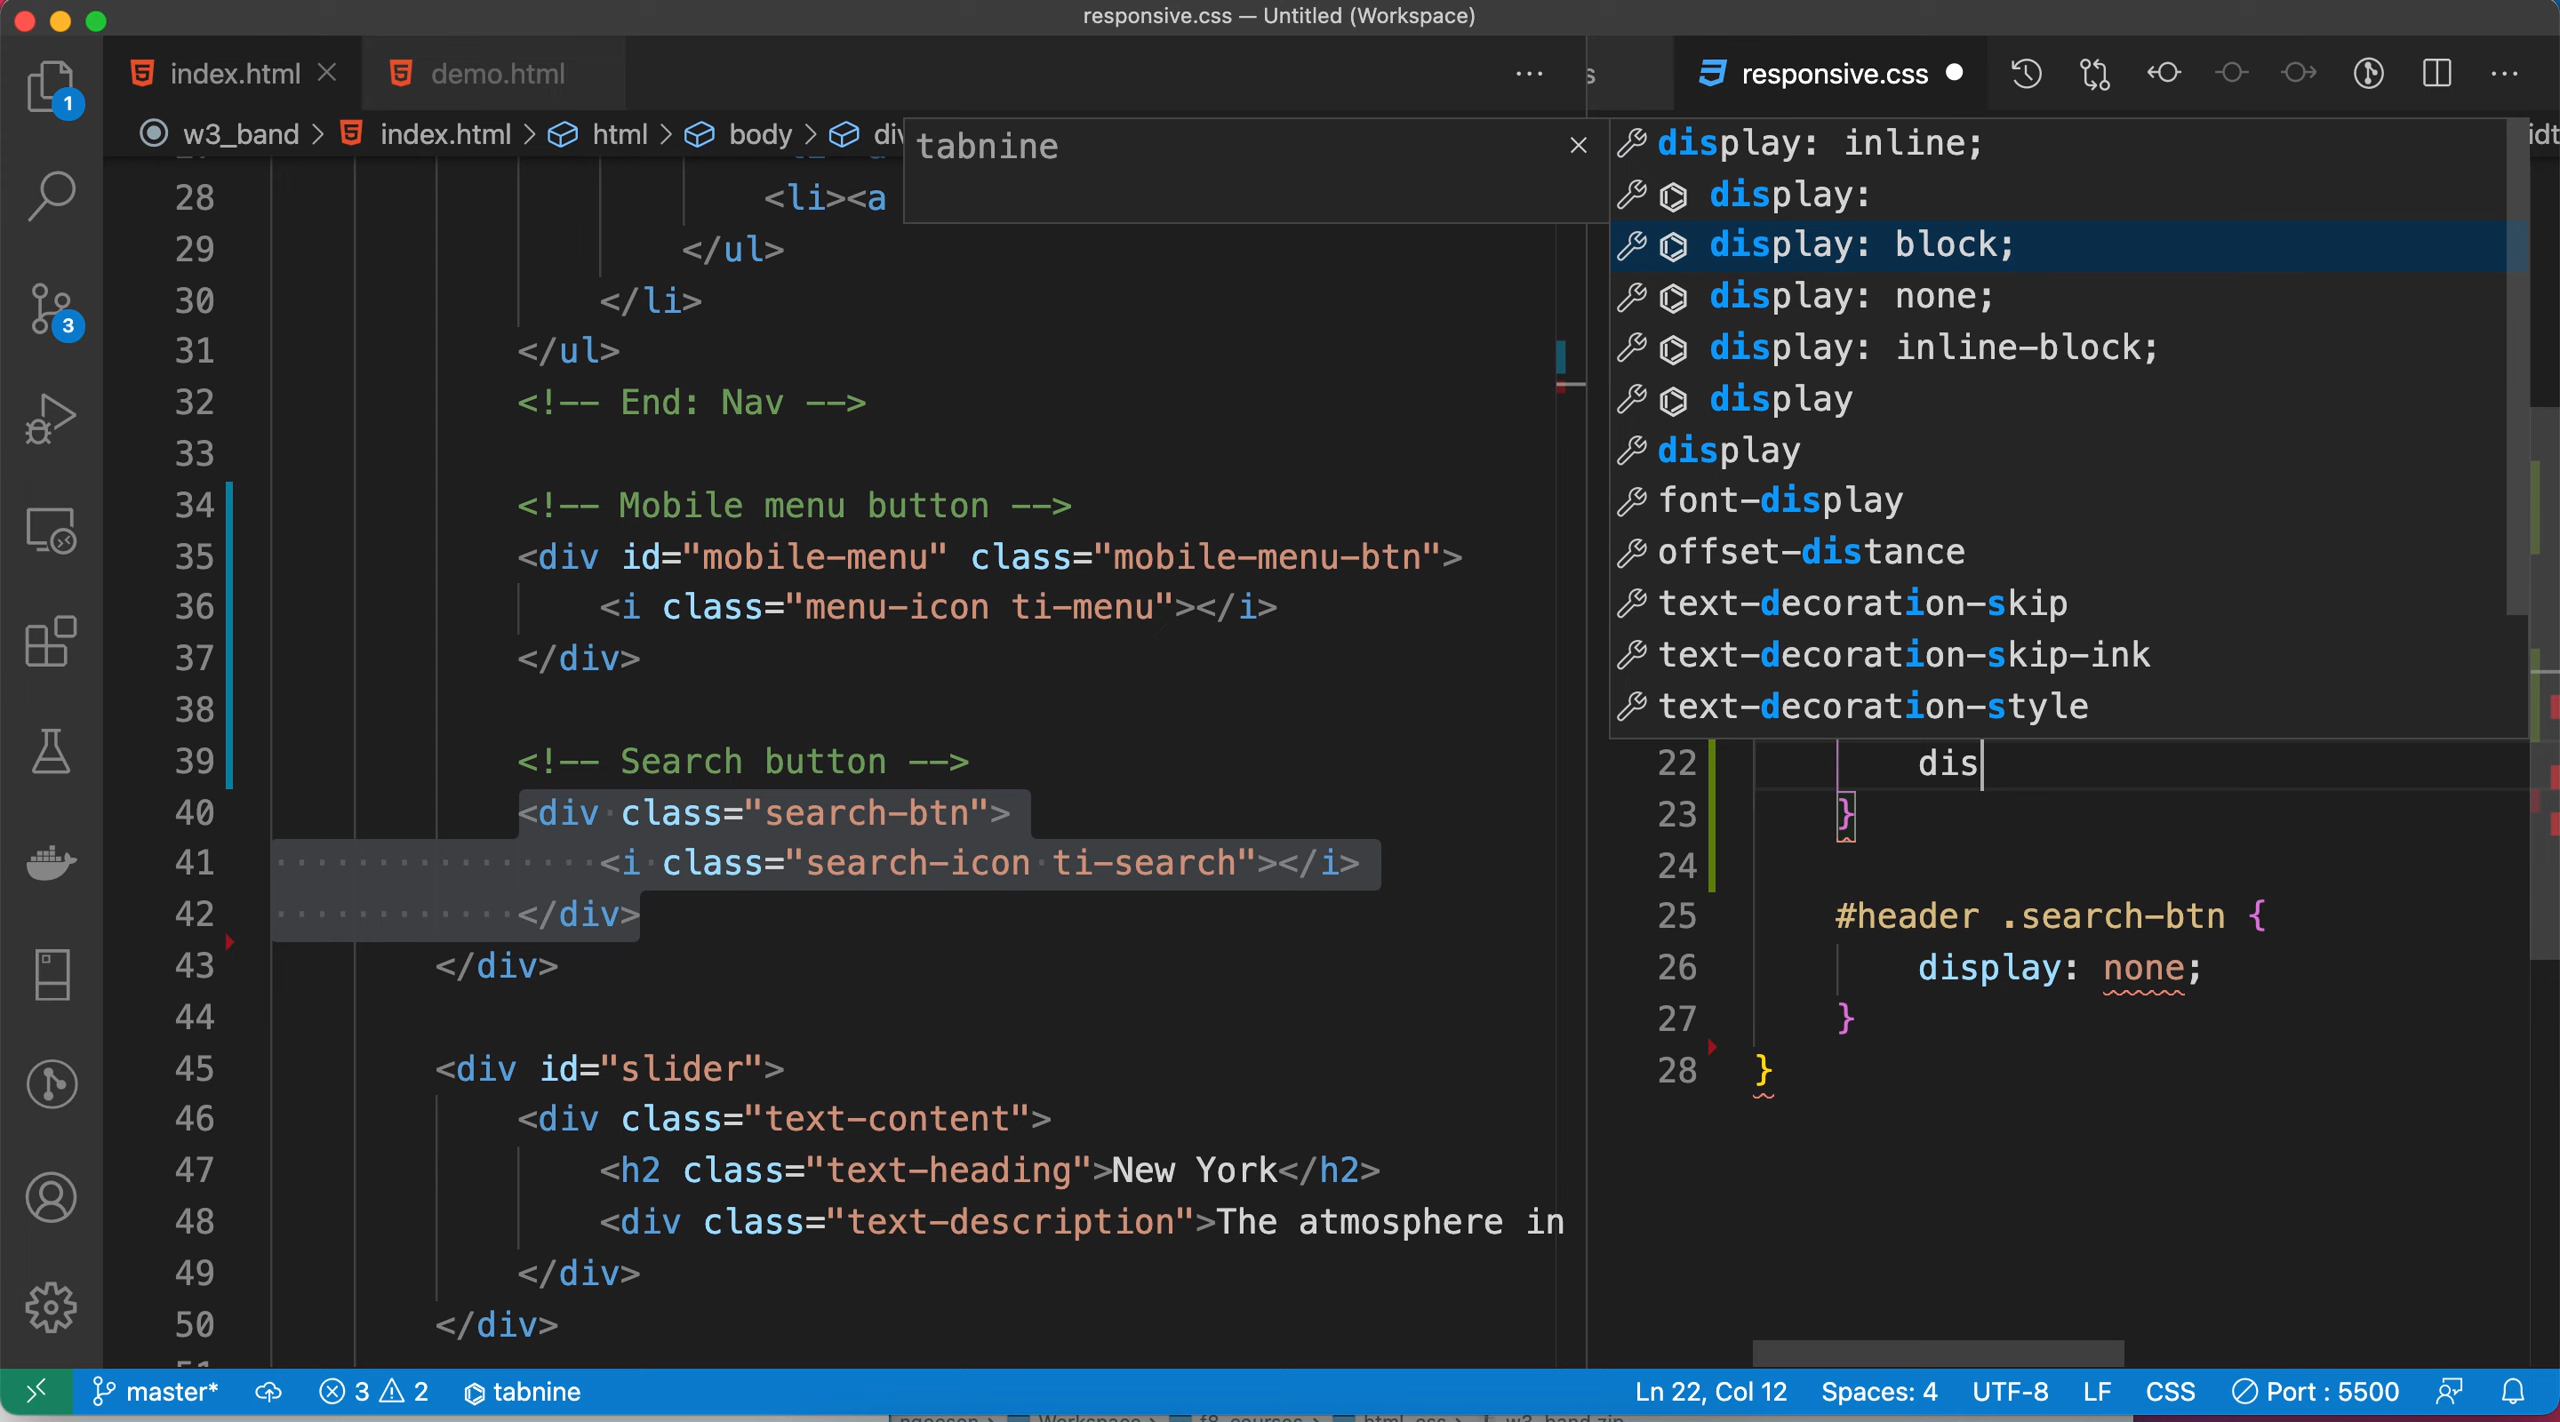 responsive.css — Untitled (Workspace)
index.html
demo.html
responsive.css
w3_band > index.html > html > body >
tabnine
28 <li><a
29 </ul>
30 </li>
31 </ul>
32 <!-- End: Nav -->
33
34 <!-- Mobile menu button -->
35 <div id="mobile-menu" class="mobile-menu-btn">
36 <i class="menu-icon ti-menu"></i>
37 </div>
38
39 <!-- Search button -->
40 <div class="search-btn">
41 <i class="search-icon ti-search"></i>
42 </div>
43 </div>
44
45 <div id="slider">
46 <div class="text-content">
47 <h2 class="text-heading">New York</h2>
48 <div class="text-description">The atmosphere in
49 </div>
50 </div>
display: inline;
display:
display: block;
display: none;
display: inline-block;
display
display
font-display
offset-distance
text-decoration-skip
text-decoration-skip-ink
text-decoration-style
22 dis
23 }
24
25 #header .search-btn {
26 display: none;
27 }
28 }
1
3
master* 3 2 tabnine
Ln 22, Col 12 Spaces: 4 UTF-8 LF CSS Port : 5500